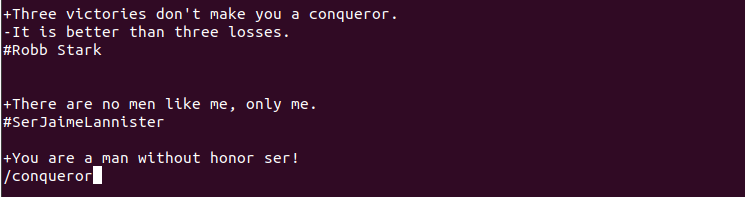 +Three victories don't make you a conqueror.
-It is better than three losses.
#Robb Stark
+There are no men like me, only me.
#SerJaimeLannister
+You are a man without honor ser!
/conqueror